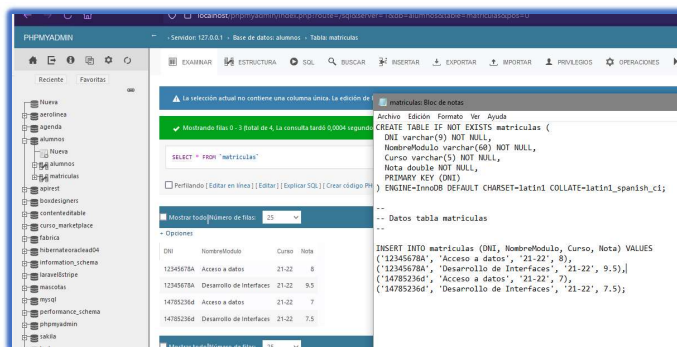 localhost/phpmyadmin/index.php?route=/sql&server=1&db=alumnos&table=matriculas&pos=0
PHPMYADMIN
Servidor: 127.0.0.1 » Base de datos: alumnos » Tabla: matriculas
EXAMINAR ESTRUCTURA SQL BUSCAR INSERTAR EXPORTAR IMPORTAR PRIVILEGIOS OPERACIONES
Reciente Favoritas
Nueva
aerolinea
agenda
alumnos
Nueva
alumnos
matriculas
apirest
boxdesigners
contenteditable
curso_marketplace
fabrica
hibernateoraclead04
information_schema
laravel8stripe
mascotas
mysql
performance_schema
phpmyadmin
sakila
La selección actual no contiene una columna única. La edición de l
Mostrando filas 0 - 3 (total de 4, La consulta tardó 0,0004 segundo
SELECT * FROM `matriculas`
Perfilando [ Editar en línea ] [ Editar ] [ Explicar SQL ] [ Crear código PH
Mostrar todo Número de filas: 25
+ Opciones
DNI NombreModulo Curso Nota
12345678A Acceso a datos 21-22 8
12345678A Desarrollo de Interfaces 21-22 9.5
14785236d Acceso a datos 21-22 7
14785236d Desarrollo de Interfaces 21-22 7.5
Mostrar todo Número de filas: 25
matriculas: Bloc de notas
Archivo Edición Formato Ver Ayuda
CREATE TABLE IF NOT EXISTS matriculas (
DNI varchar(9) NOT NULL,
NombreModulo varchar(60) NOT NULL,
Curso varchar(5) NOT NULL,
Nota double NOT NULL,
PRIMARY KEY (DNI)
) ENGINE=InnoDB DEFAULT CHARSET=latin1 COLLATE=latin1_spanish_ci;
--
-- Datos tabla matriculas
--
INSERT INTO matriculas (DNI, NombreModulo, Curso, Nota) VALUES
('12345678A', 'Acceso a datos', '21-22', 8),
('12345678A', 'Desarrollo de Interfaces', '21-22', 9.5),
('14785236d', 'Acceso a datos', '21-22', 7),
('14785236d', 'Desarrollo de Interfaces', '21-22', 7.5);